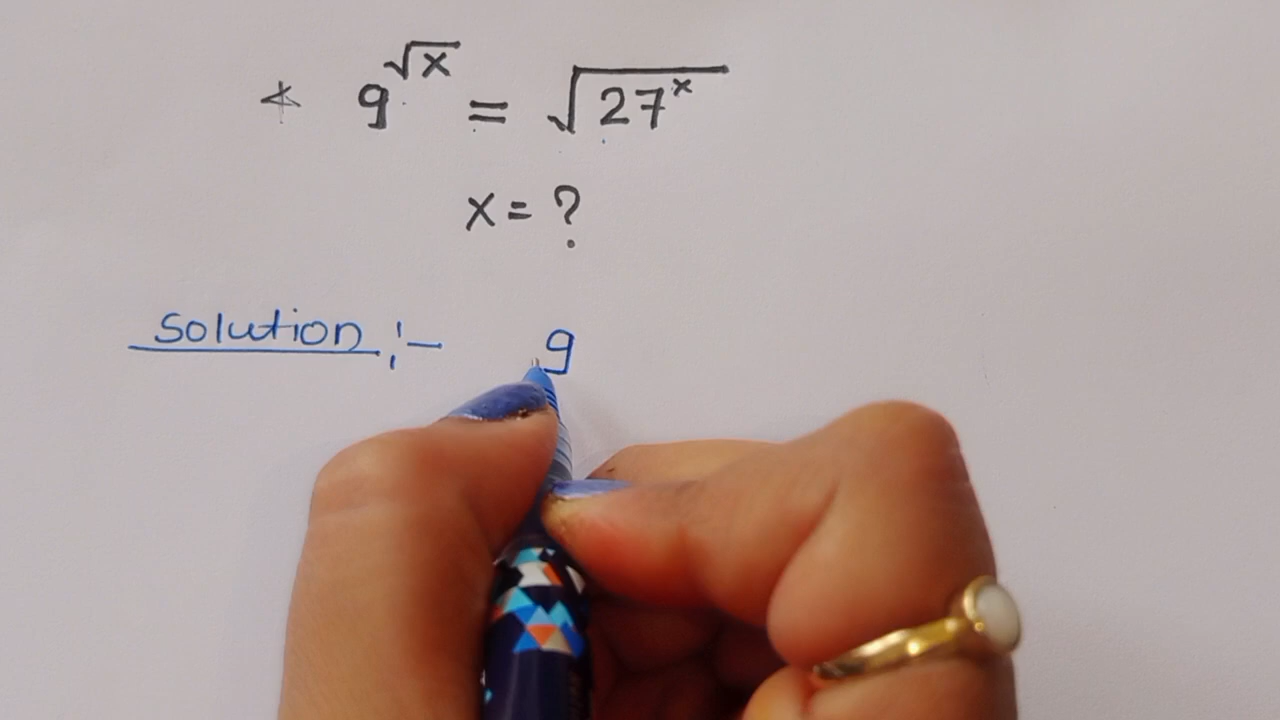 * 9^√x = √27^x
x = ?
Solution :- 9